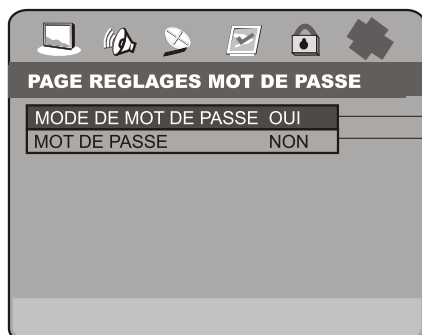 PAGE REGLAGES MOT DE PASSE
MODE DE MOT DE PASSE OUI
MOT DE PASSE NON